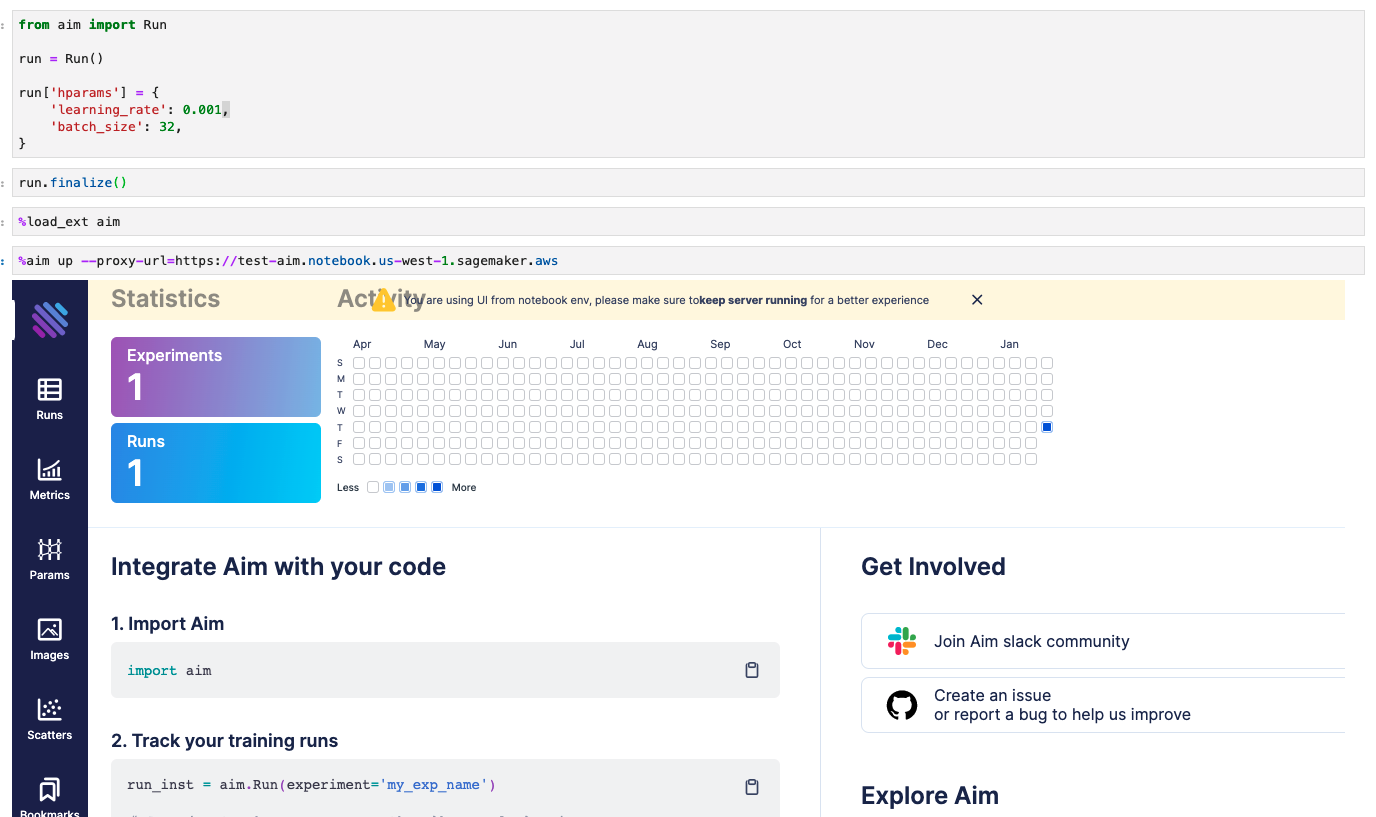 from aim import Run
run = Run()
run['hparams'] = {
    'learning_rate': 0.001,
    'batch_size': 32,
}
run.finalize()
%load_ext aim
%aim up --proxy-url=https://test-aim.notebook.us-west-1.sagemaker.aws
Statistics
Activity
You are using UI from notebook env, please make sure tokeep server running for a better experience
Experiments
1
Runs
1
Apr May Jun Jul Aug Sep Oct Nov Dec Jan
S
M
T
W
T
F
S
Less
More
Runs
Metrics
Params
Images
Scatters
Bookmarks
Integrate Aim with your code
1. Import Aim
import aim
2. Track your training runs
run_inst = aim.Run(experiment='my_exp_name')
Get Involved
Join Aim slack community
Create an issue
or report a bug to help us improve
Explore Aim